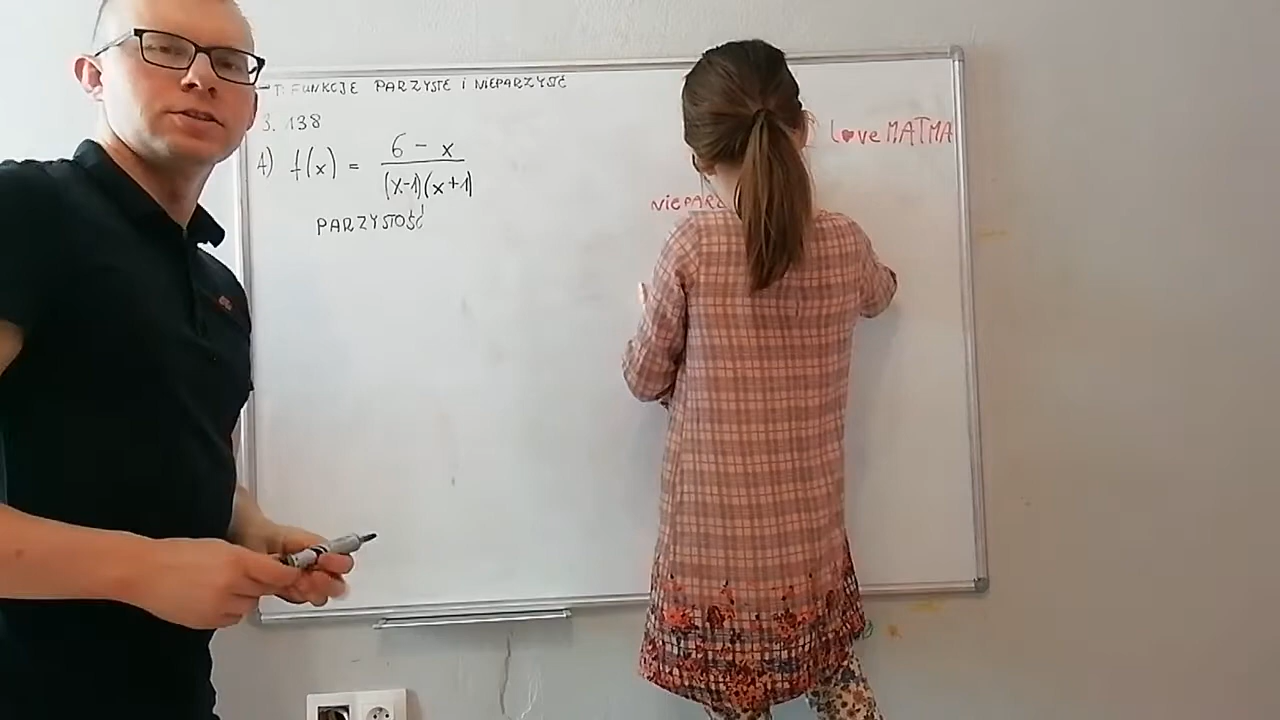 T: FUNKCJE PARZYSTE I NIEPARZYSTE
3. 138
4) f(x) = 6 - x / (x-1)(x+1)
PARZYSTOŚĆ
I love MATMA